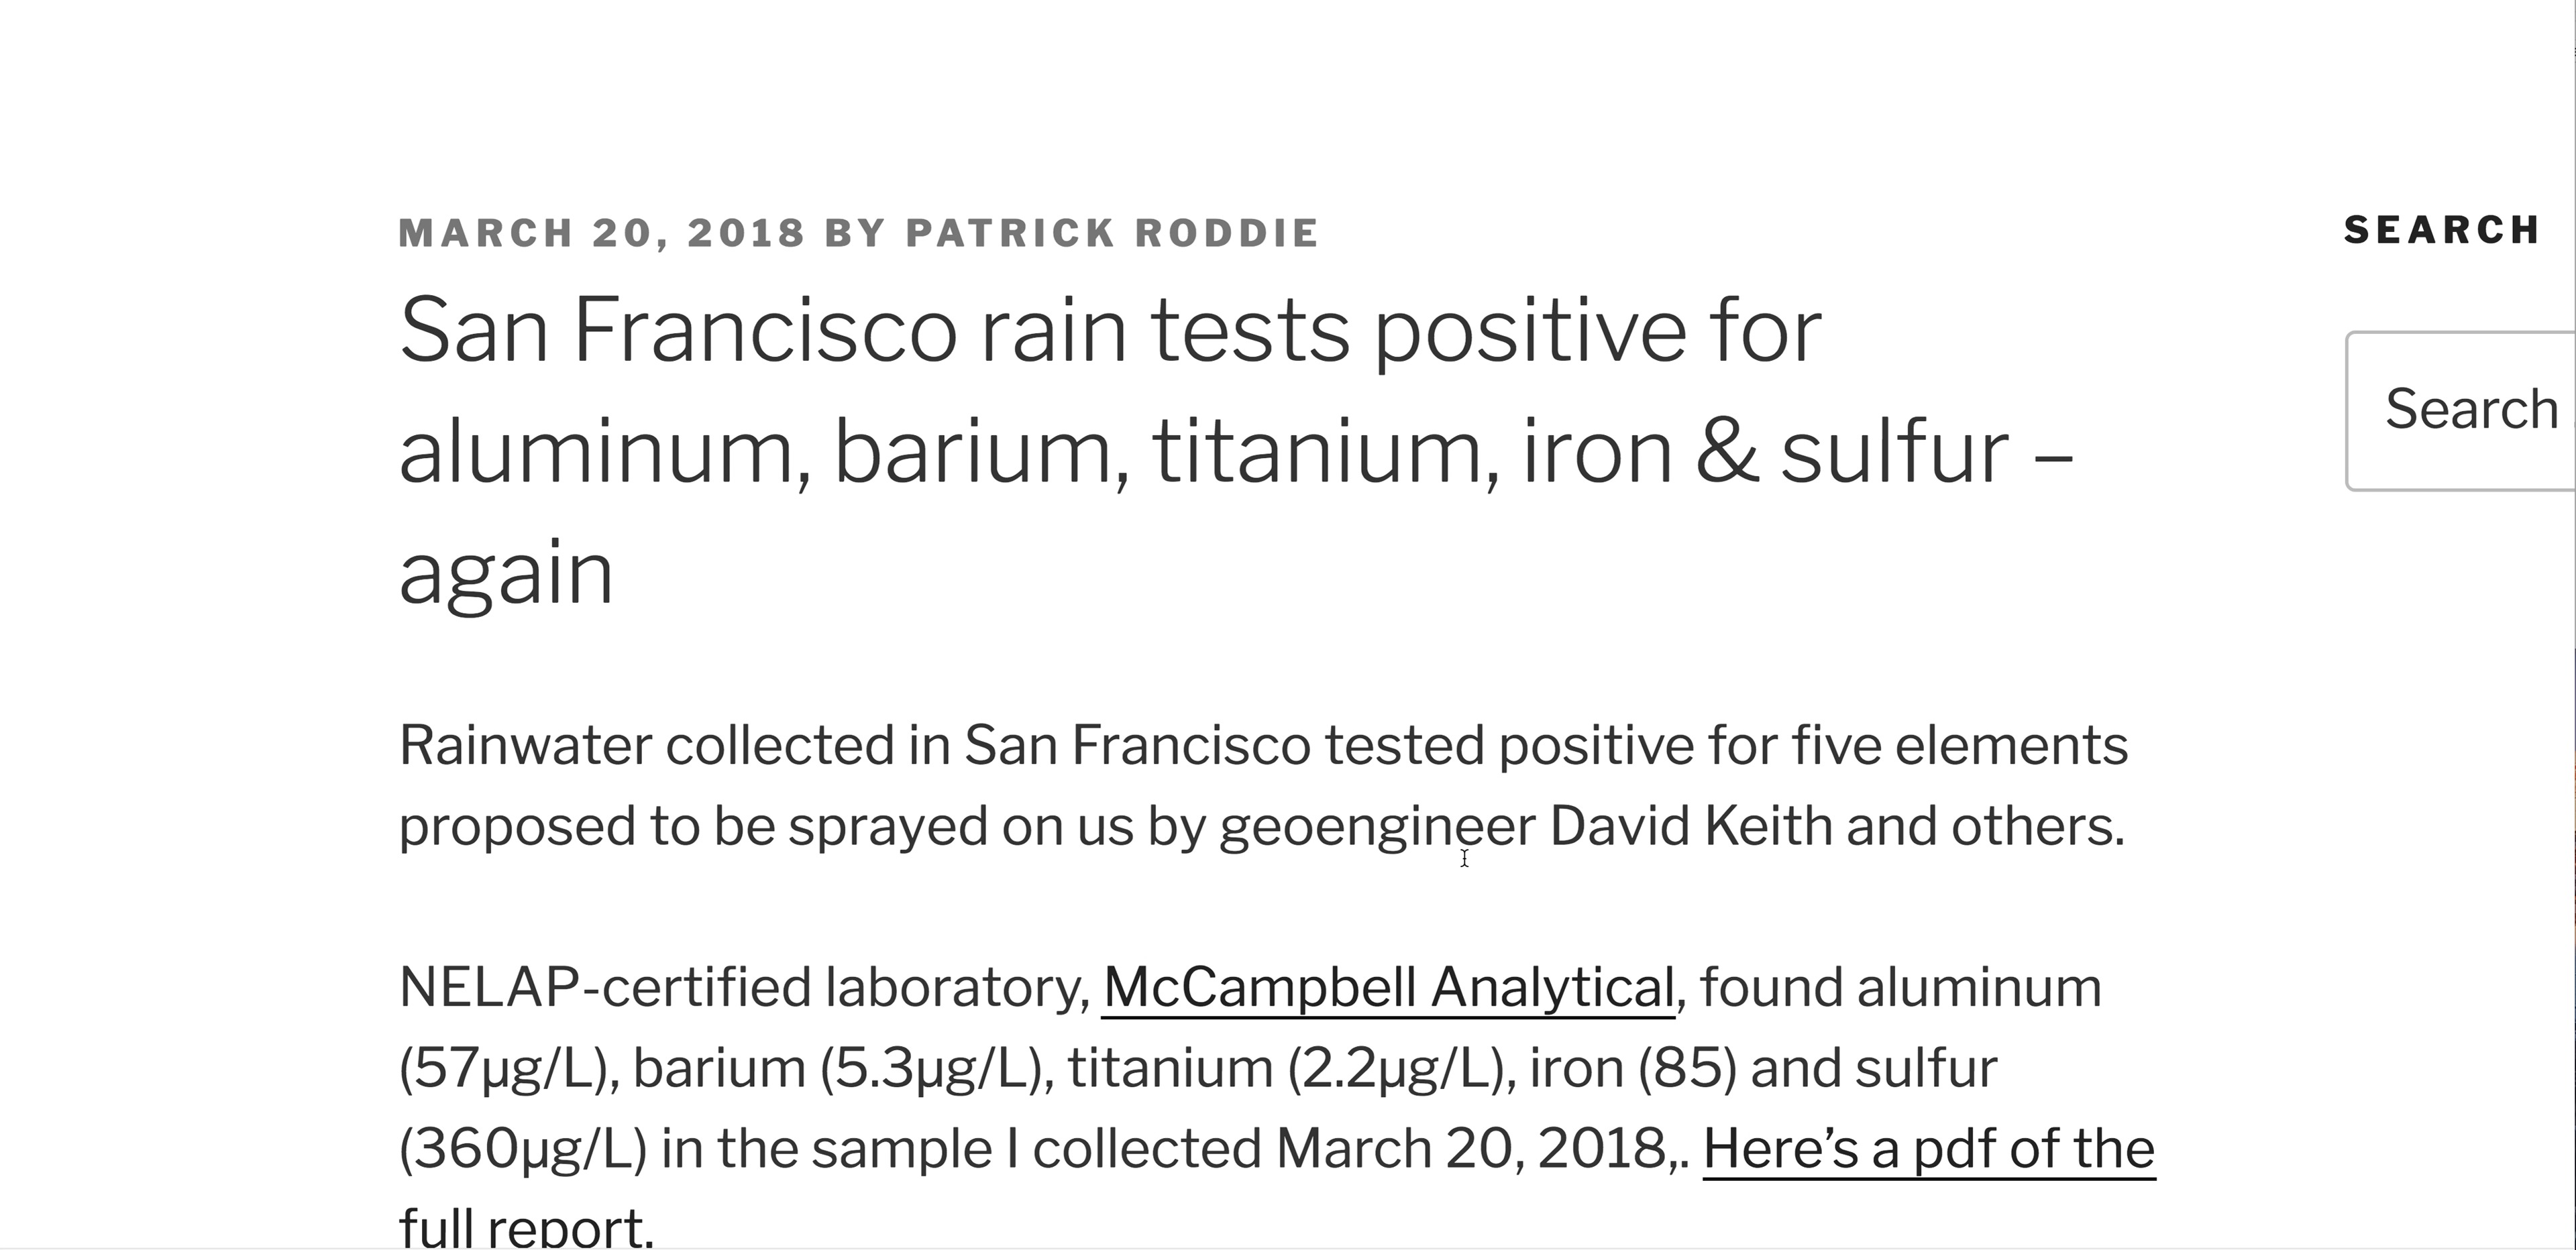 MARCH 20, 2018 BY PATRICK RODDIE
San Francisco rain tests positive for
aluminum, barium, titanium, iron & sulfur –
again
Rainwater collected in San Francisco tested positive for five elements
proposed to be sprayed on us by geoengineer David Keith and others.
NELAP-certified laboratory, McCampbell Analytical, found aluminum
(57µg/L), barium (5.3µg/L), titanium (2.2µg/L), iron (85) and sulfur
(360µg/L) in the sample I collected March 20, 2018,. Here’s a pdf of the
full report.
SEARCH
Search